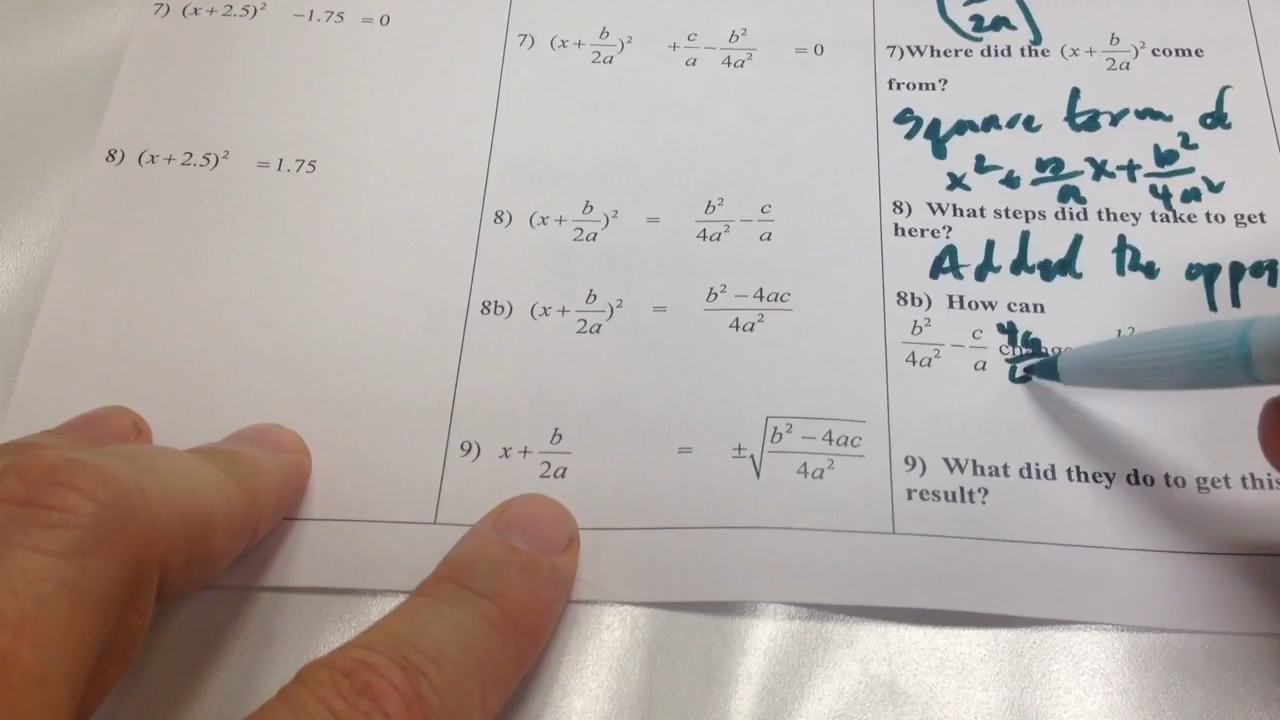 7) (x+2.5)² −1.75 =0
8) (x+2.5)² =1.75
7) (x+b/2a)² +c/a−b²/4a² =0
8) (x+b/2a)² = b²/4a²−c/a
8b) (x+b/2a)² = b²−4ac/4a²
9) x+b/2a = ±√(b²−4ac/4a²)
2a
7)Where did the (x+b/2a)² come
from?
square form of
x²+b/a x+b²/4a²
8) What steps did they take to get
here?
Added the oppo
8b) How can
b²/4a²−c/a
9) What did they do to get this
result?